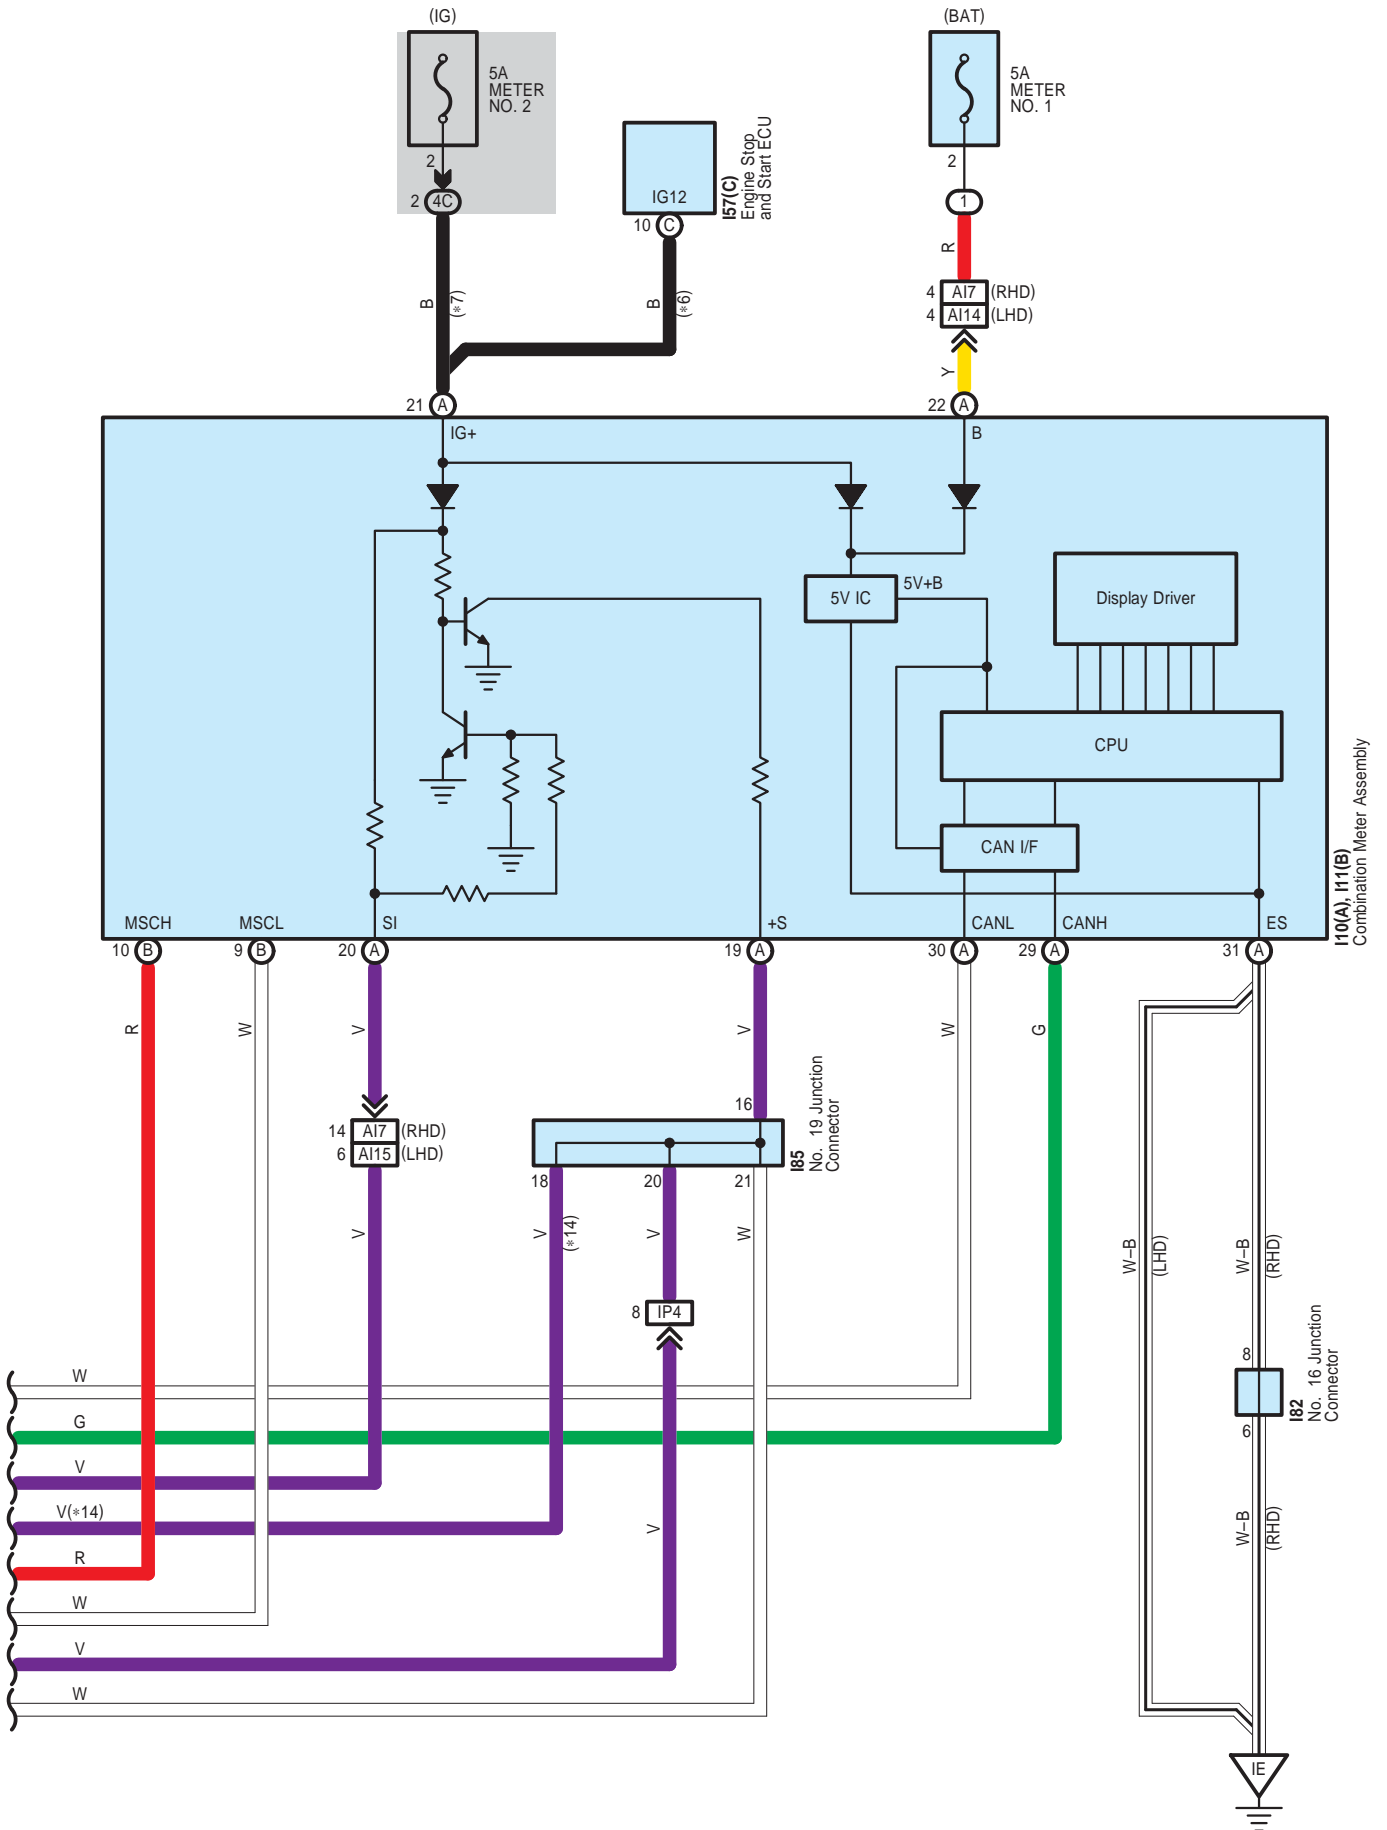 (IG)
(BAT)
5A
METER
NO. 2
5A
METER
NO. 1
2
2
2 4C
1
IG12
10 C
I57(C)
Engine Stop
and Start ECU
B
(*7)
B
(*6)
R
4 AI7 (RHD)
4 AI14 (LHD)
Y
21 A
22 A
IG+
B
5V IC
5V+B
Display Driver
CPU
CAN I/F
MSCH
MSCL
SI
+S
CANL
CANH
ES
I10(A), I11(B)
Combination Meter Assembly
10 B
9 B
20 A
19 A
30 A
29 A
31 A
R
W
V
V
W
G
14 AI7 (RHD)
6 AI15 (LHD)
16
18
20
21
I85
No. 19 Junction
Connector
V
V
(*14)
V
W
W-B
(LHD)
W-B
(RHD)
8 IP4
8
6
I82
No. 16 Junction
Connector
W
G
V
V(*14)
R
W
V
W
V
W-B
(RHD)
IE